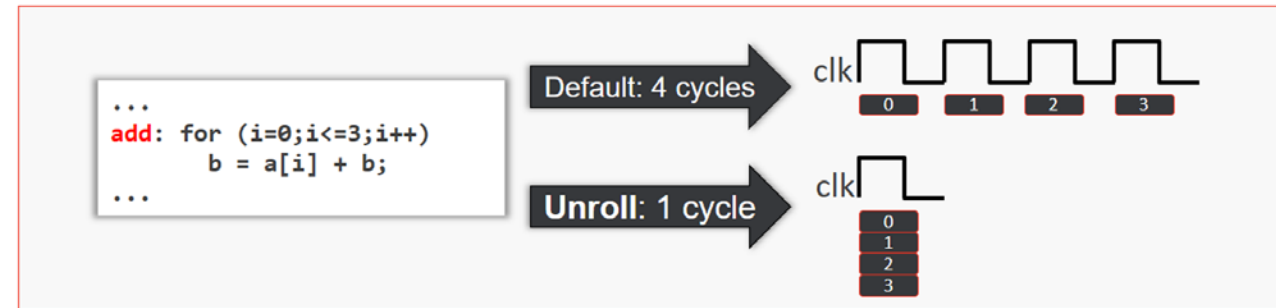 ...
add: for (i=0;i<=3;i++)
b = a[i] + b;
...
Default: 4 cycles
clk
0 1 2 3
Unroll: 1 cycle
clk
0
1
2
3